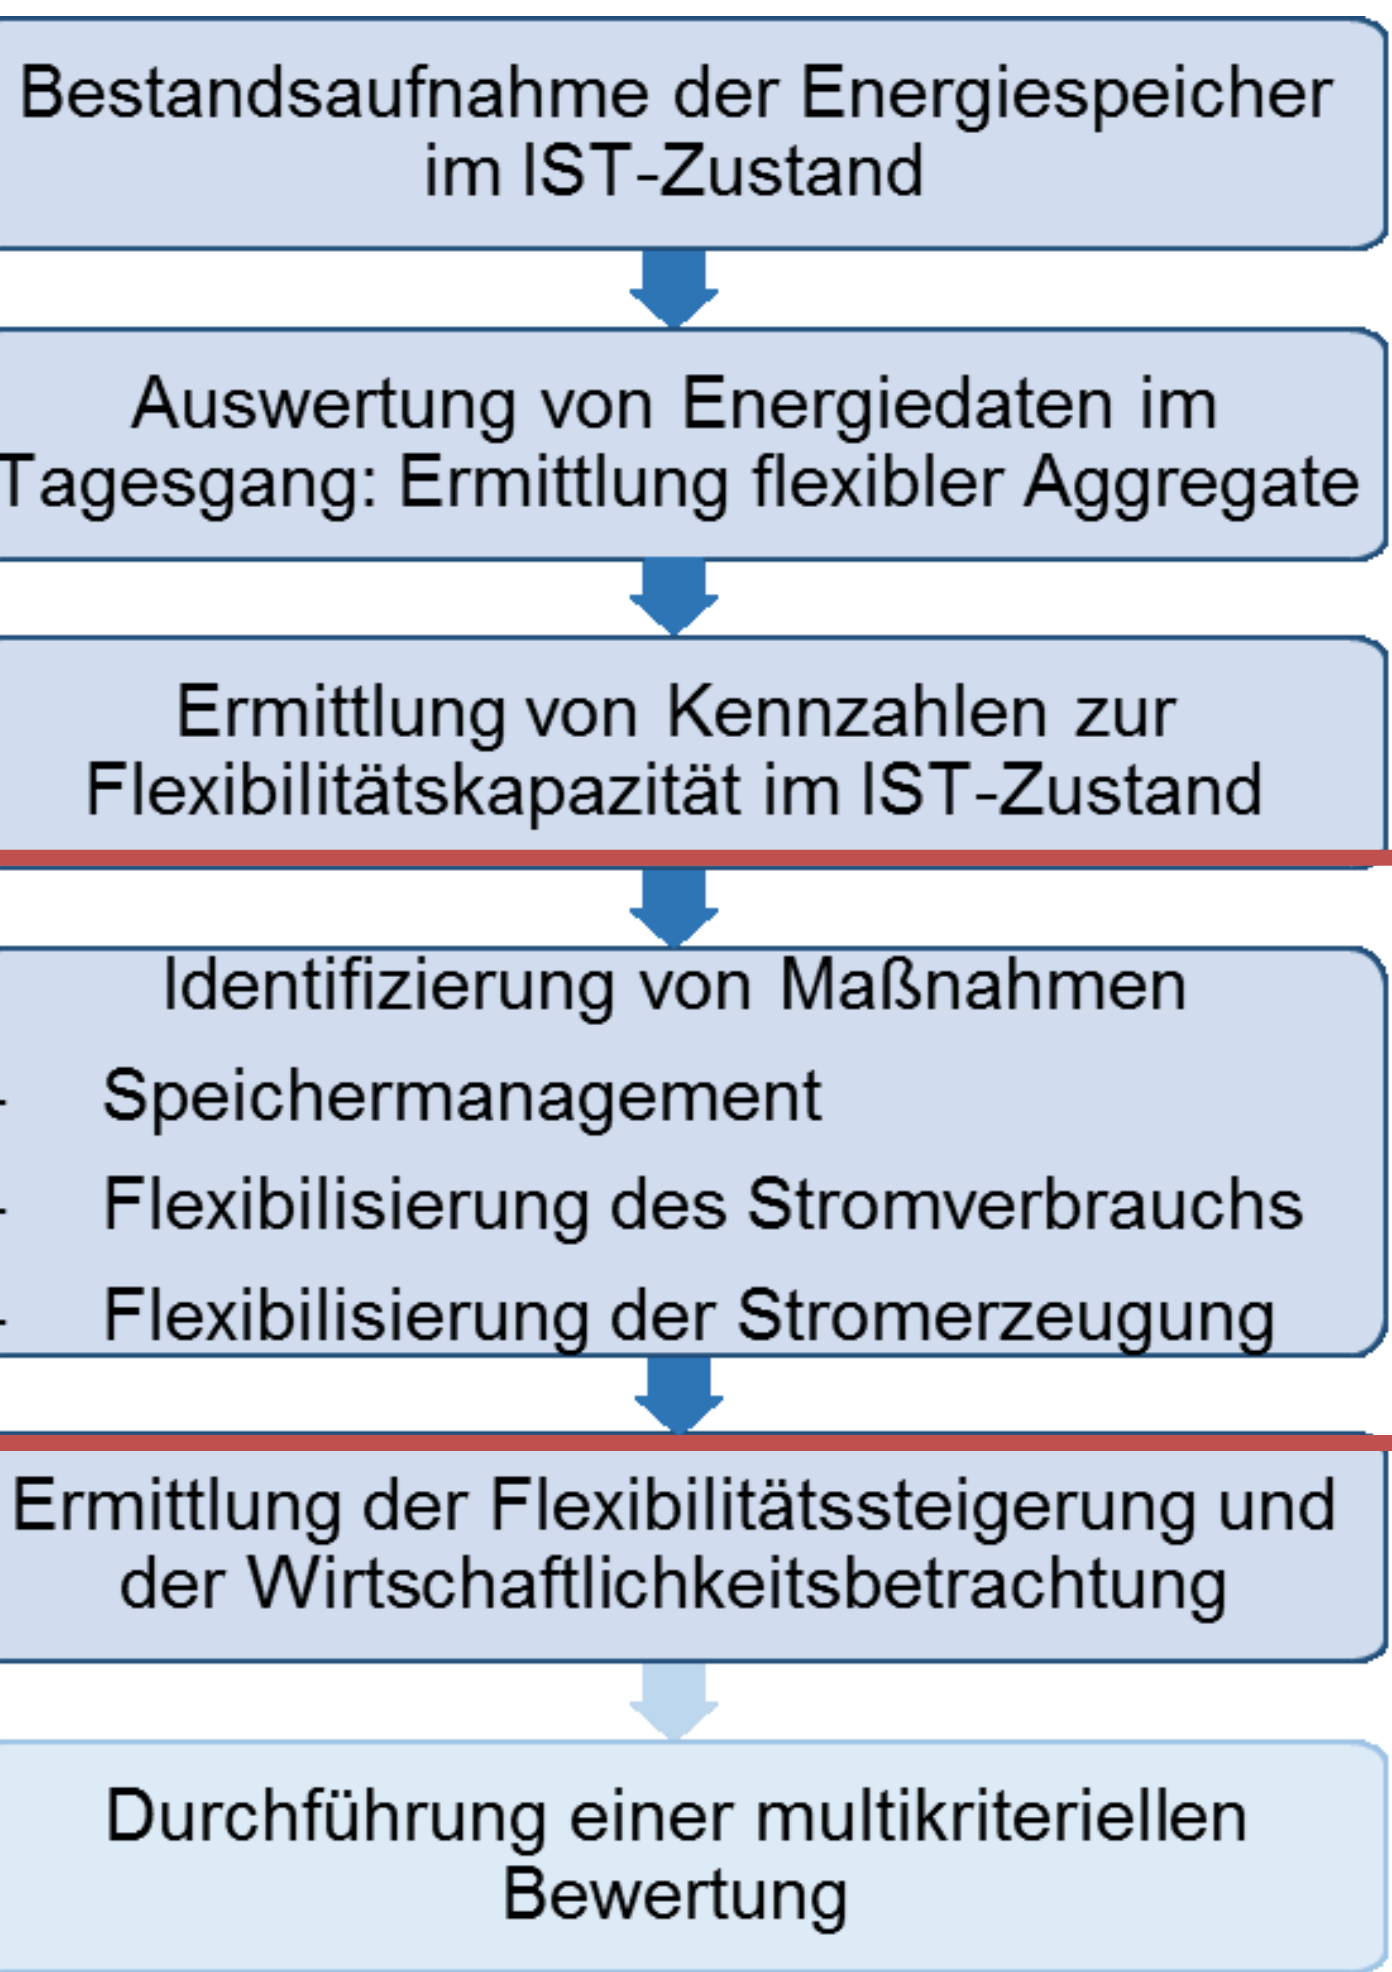 Bestandsaufnahme der Energiespeicher
im IST-Zustand
Auswertung von Energiedaten im
Tagesgang: Ermittlung flexibler Aggregate
Ermittlung von Kennzahlen zur
Flexibilitätskapazität im IST-Zustand
Identifizierung von Maßnahmen
- Speichermanagement
- Flexibilisierung des Stromverbrauchs
- Flexibilisierung der Stromerzeugung
Ermittlung der Flexibilitätssteigerung und
der Wirtschaftlichkeitsbetrachtung
Durchführung einer multikriteriellen
Bewertung